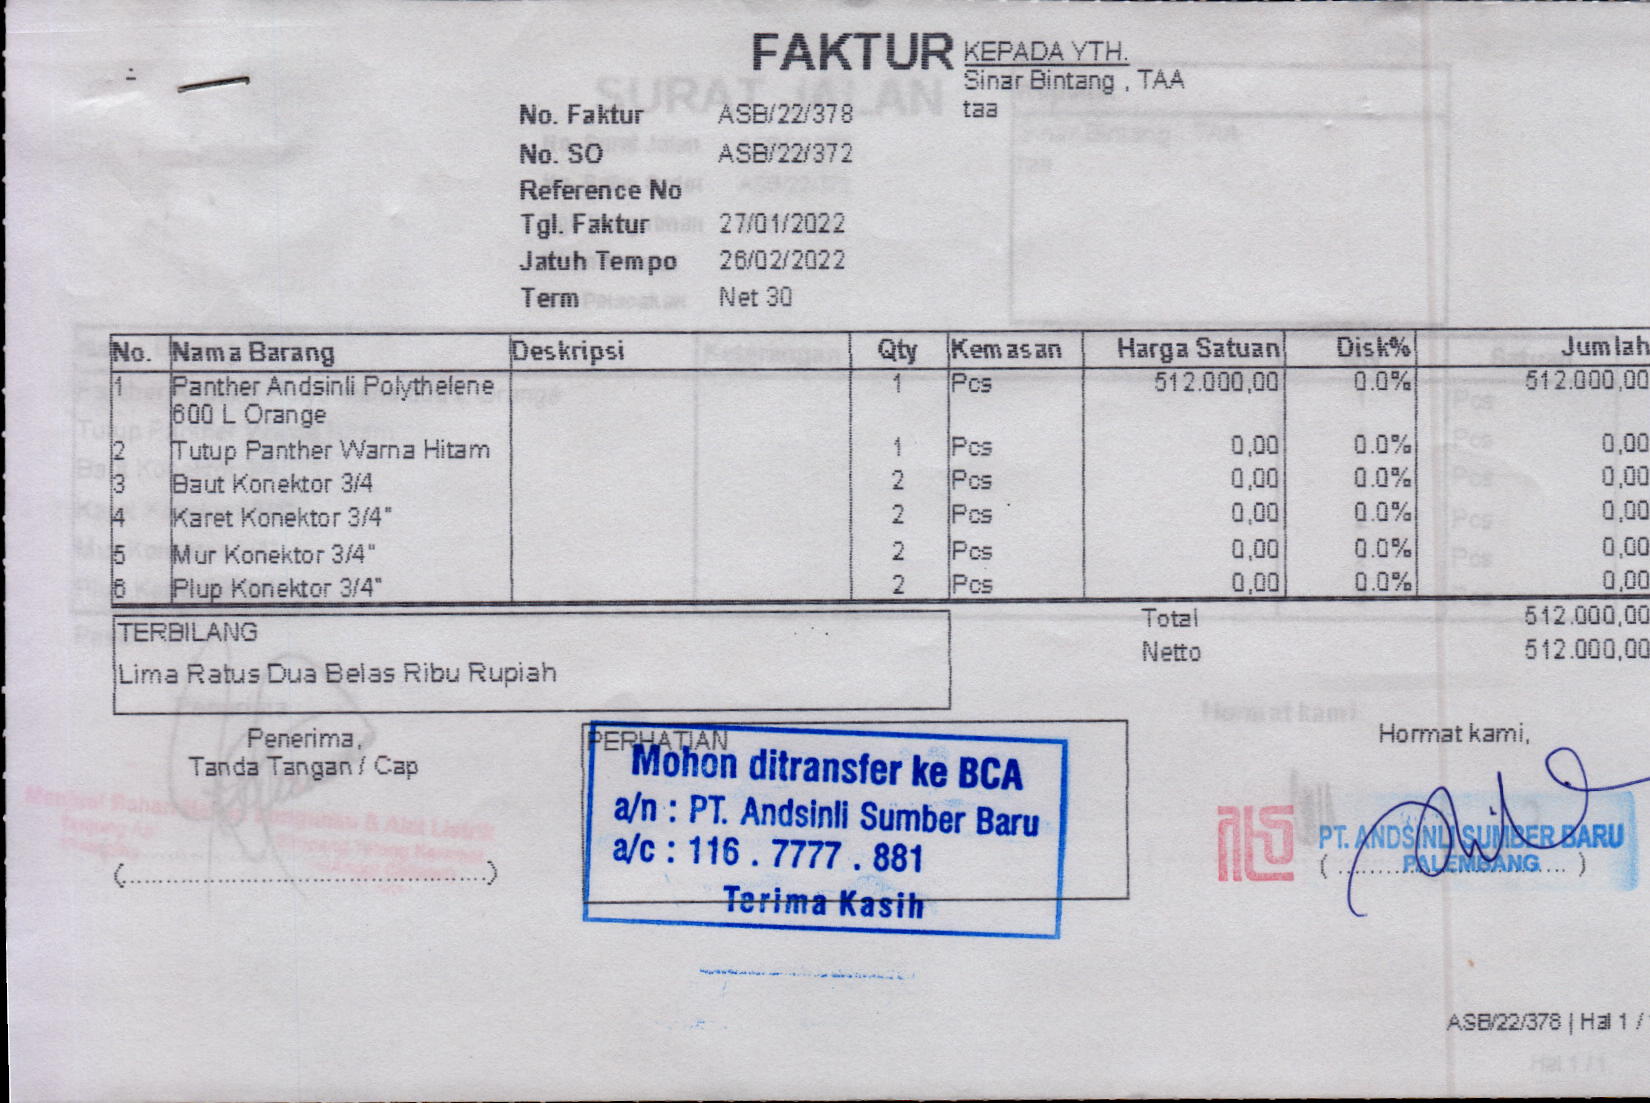 FAKTUR
KEPADA YTH.
Sinar Bintang , TAA
taa
No. Faktur ASB/22/378
No. SO ASB/22/372
Reference No
Tgl. Faktur 27/01/2022
Jatuh Tempo 26/02/2022
Term Net 30
No. Nama Barang Deskripsi Qty Kemasan Harga Satuan Disk% Jumlah
1 Panther Andsinli Polythelene 1 Pcs 512.000,00 0.0% 512.000,00
600 L Orange
2 Tutup Panther Warna Hitam 1 Pcs 0,00 0.0% 0,00
3 Baut Konektor 3/4 2 Pcs 0,00 0.0% 0,00
4 Karet Konektor 3/4" 2 Pcs 0,00 0.0% 0,00
5 Mur Konektor 3/4" 2 Pcs 0,00 0.0% 0,00
6 Plup Konektor 3/4" 2 Pcs 0,00 0.0% 0,00
Total 512.000,00
Netto 512.000,00
TERBILANG
Lima Ratus Dua Belas Ribu Rupiah
Penerima,
Tanda Tangan / Cap
(....................................................)
PERHATIAN
Mohon ditransfer ke BCA
a/n : PT. Andsinli Sumber Baru
a/c : 116 . 7777 . 881
Terima Kasih
Hormat kami,
PT. ANDSINLI SUMBER BARU
PALEMBANG
ASB/22/378 | Hal 1 /